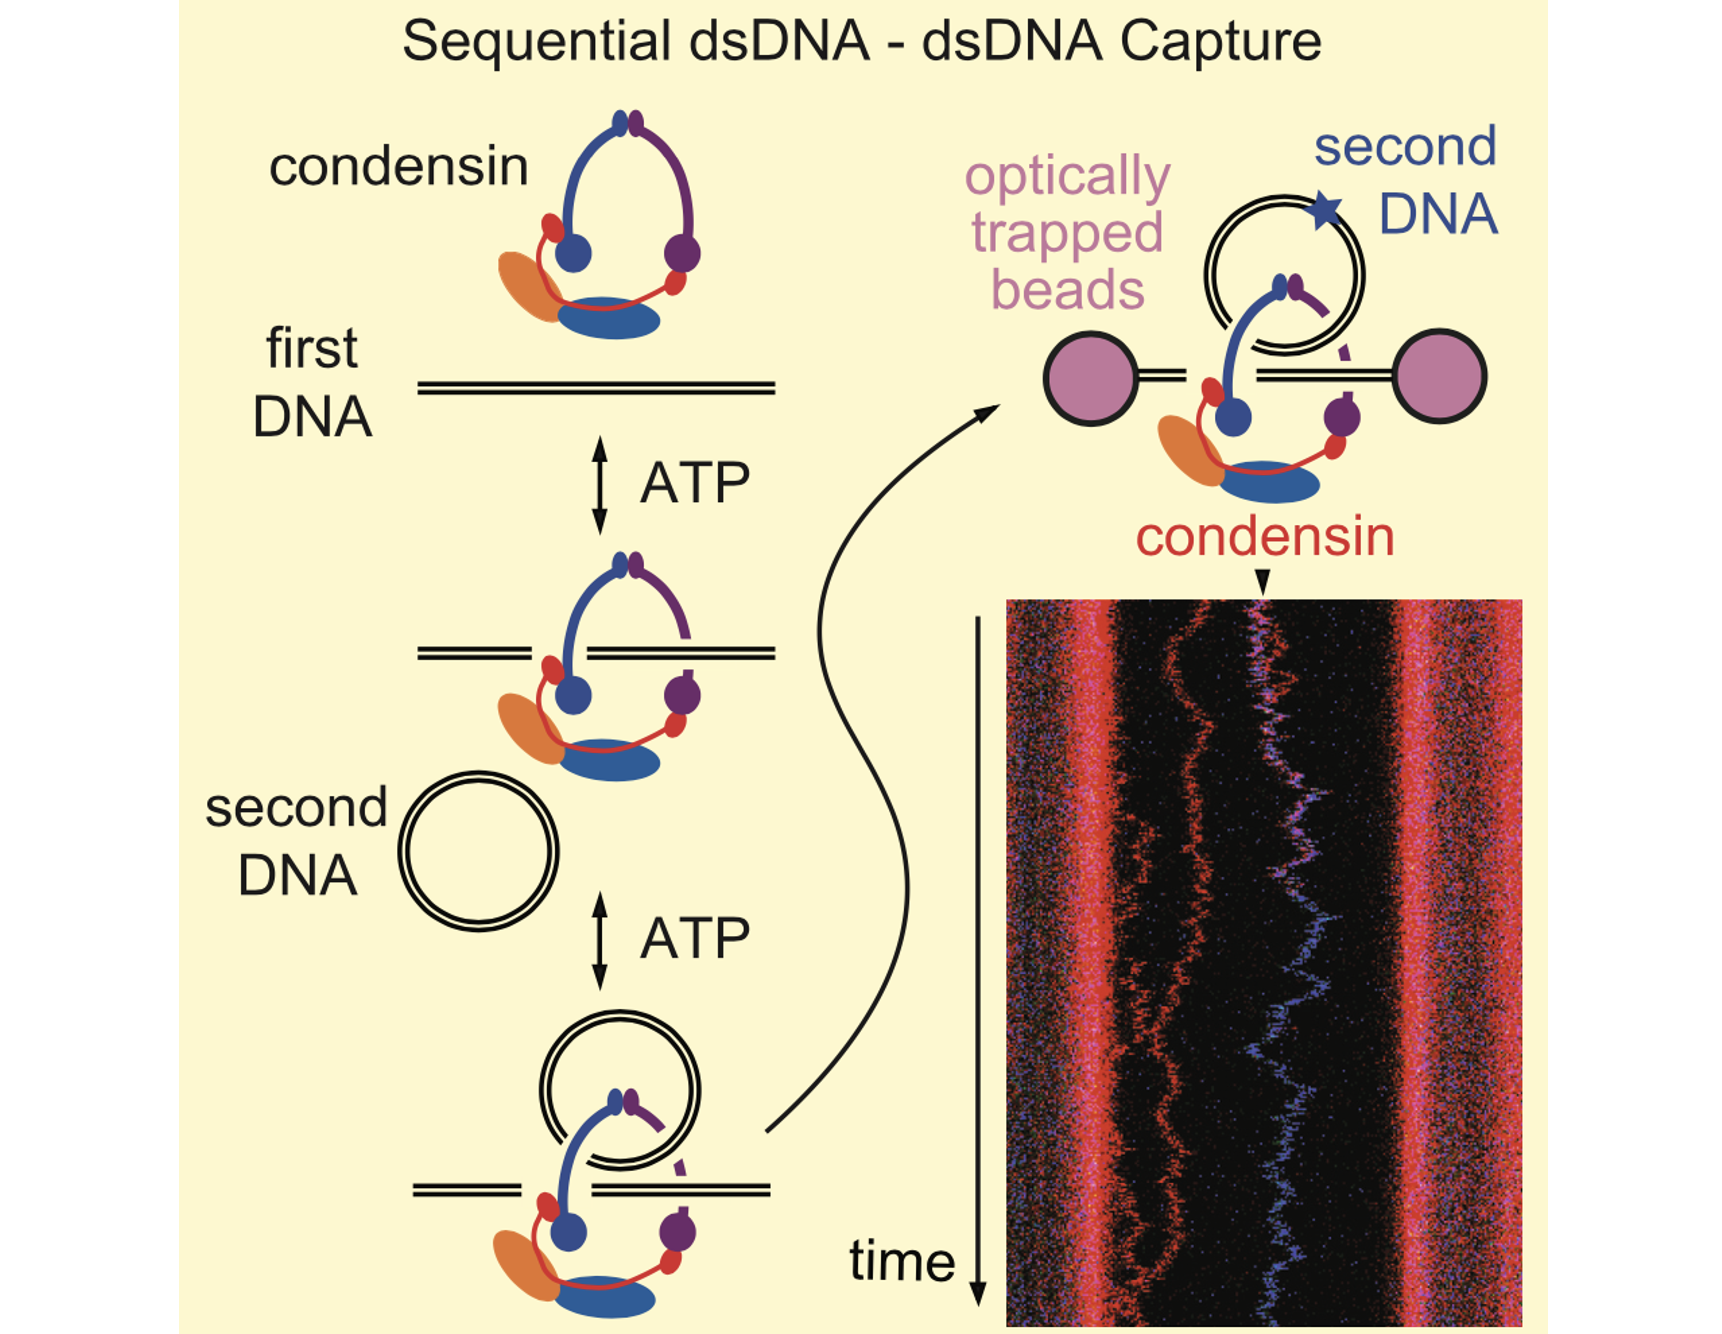 Sequential dsDNA - dsDNA Capture
condensin
first
DNA
ATP
second
DNA
ATP
optically
trapped
beads
second
DNA
condensin
time